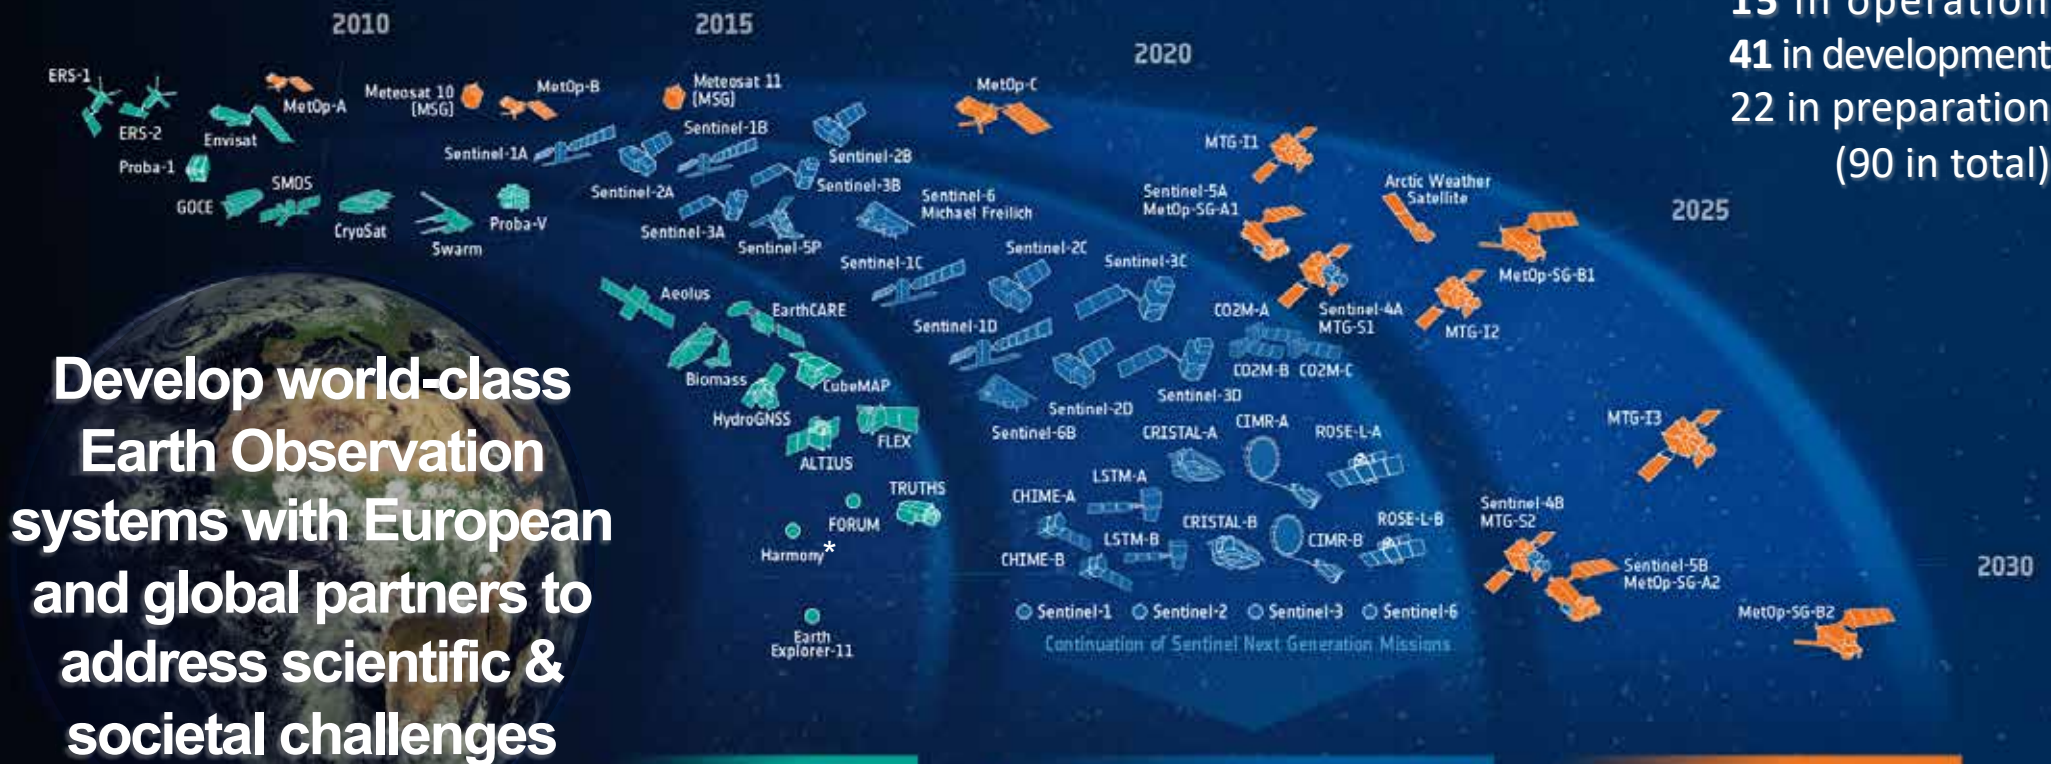 2010
2015
2020
15 in operation
41 in development
22 in preparation
(90 in total)
2025
2030
ERS-1
ERS-2
MetOp-A
Envisat
Meteosat 10
[MSG]
MetOp-B
Meteosat 11
[MSG]
MetOp-C
Proba-1
GOCE
SMOS
CryoSat
Swarm
Proba-V
Sentinel-1A
Sentinel-2A
Sentinel-1B
Sentinel-2B
Sentinel-3A
Sentinel-3B
Sentinel-5P
Sentinel-6
Michael Freilich
MTG-I1
Sentinel-5A
MetOp-SG-A1
Arctic Weather
Satellite
MetOp-SG-B1
Sentinel-1C
Sentinel-2C
Sentinel-3C
CO2M-A
Sentinel-4A
MTG-S1
MTG-I2
Aeolus
EarthCARE
Sentinel-1D
CO2M-B
CO2M-C
Biomass
CubeMAP
HydroGNSS
FLEX
ALTIUS
Sentinel-2D
Sentinel-3D
Sentinel-6B
CRISTAL-A
CIMR-A
ROSE-L-A
MTG-I3
TRUTHS
FORUM
Harmony*
Earth
Explorer-11
CHIME-A
LSTM-A
CHIME-B
LSTM-B
CRISTAL-B
CIMR-B
ROSE-L-B
Sentinel-4B
MTG-S2
Sentinel-5B
MetOp-SG-A2
MetOp-SG-B2
Sentinel-1
Sentinel-2
Sentinel-3
Sentinel-6
Continuation of Sentinel Next Generation Missions
Develop world-class
Earth Observation
systems with European
and global partners to
address scientific &
societal challenges